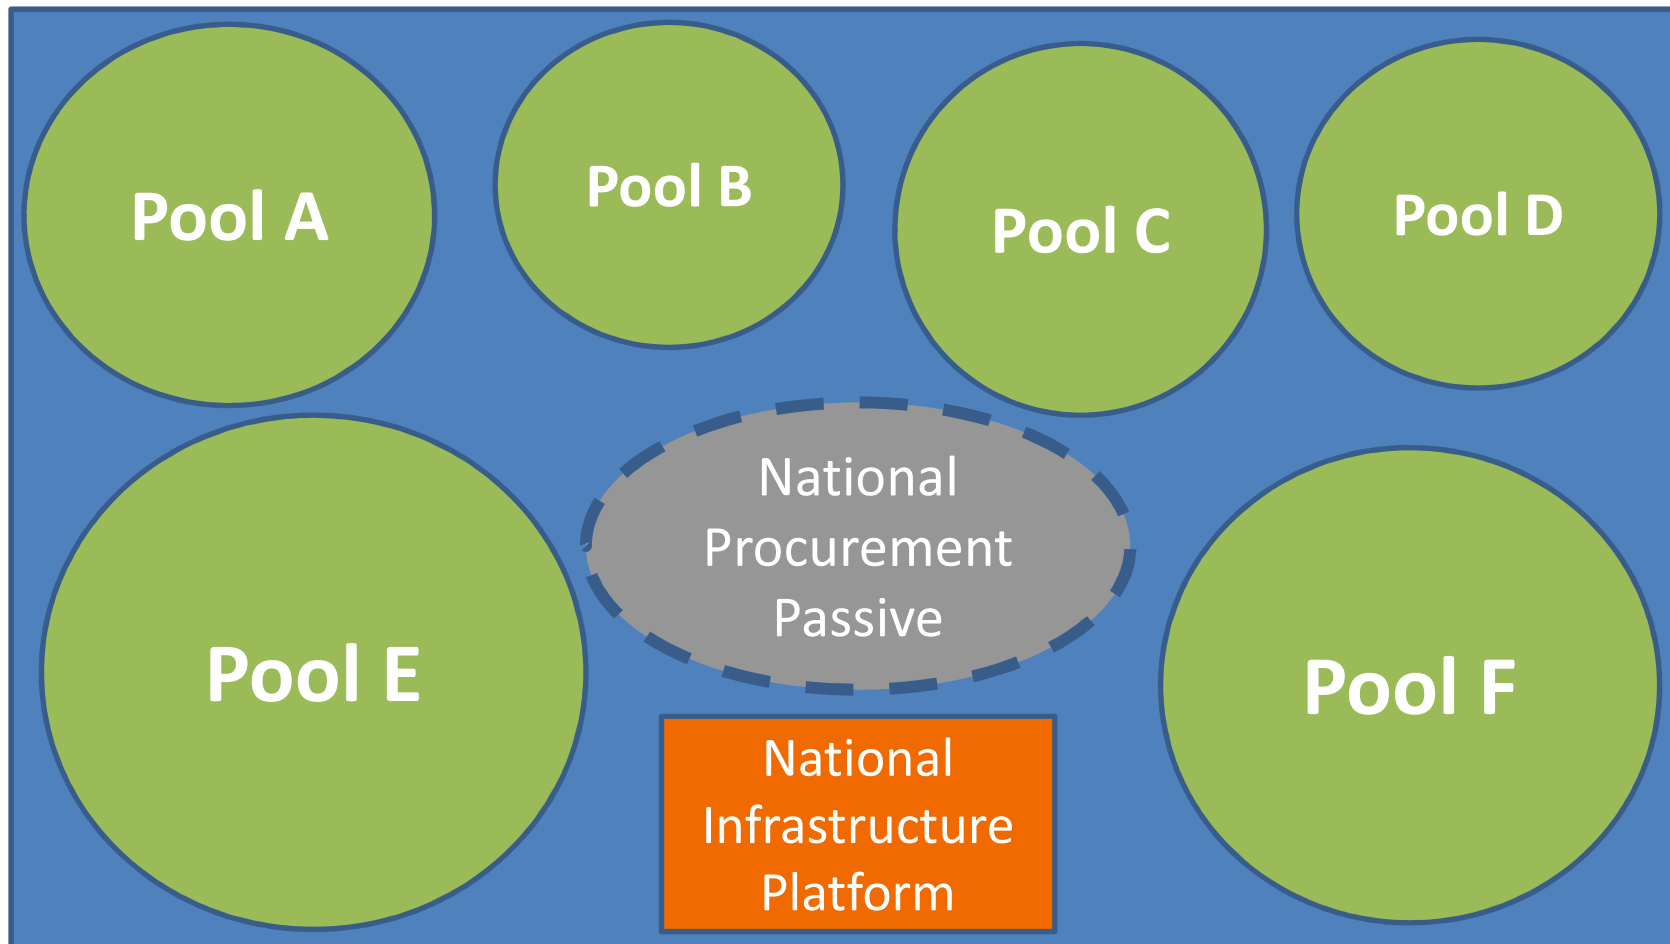 Pool A
Pool B
Pool C
Pool D
National
Procurement
Passive
Pool E
Pool F
National
Infrastructure
Platform